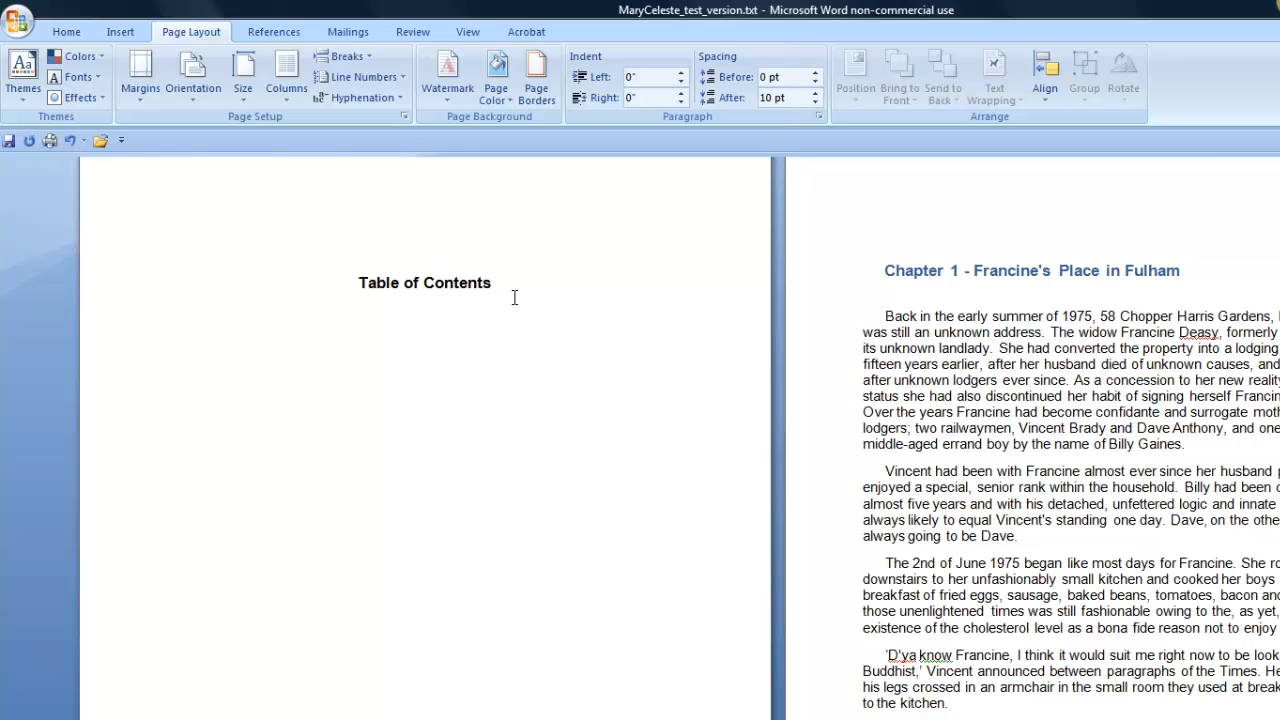 MaryCeleste_test_version.txt - Microsoft Word non-commercial use
Home Insert Page Layout References Mailings Review View Acrobat
Themes
Colors
Fonts
Effects
Themes
Margins
Orientation
Size
Columns
Breaks
Line Numbers
Hyphenation
Page Setup
Watermark
Page Color
Page Borders
Page Background
Indent
Left: 0"
Right: 0"
Spacing
Before: 0 pt
After: 10 pt
Paragraph
Position
Bring to Front
Send to Back
Text Wrapping
Align
Group
Rotate
Arrange
Table of Contents
Chapter 1 - Francine's Place in Fulham
Back in the early summer of 1975, 58 Chopper Harris Gardens,
was still an unknown address. The widow Francine Deasy, formerly
its unknown landlady. She had converted the property into a lodging
fifteen years earlier, after her husband died of unknown causes, and
after unknown lodgers ever since. As a concession to her new reality
status she had also discontinued her habit of signing herself Francin
Over the years Francine had become confidante and surrogate moth
lodgers; two railwaymen, Vincent Brady and Dave Anthony, and one
middle-aged errand boy by the name of Billy Gaines.
Vincent had been with Francine almost ever since her husband p
enjoyed a special, senior rank within the household. Billy had been
almost five years and with his detached, unfettered logic and innate
always likely to equal Vincent's standing one day. Dave, on the othe
always going to be Dave.
The 2nd of June 1975 began like most days for Francine. She ro
downstairs to her unfashionably small kitchen and cooked her boys
breakfast of fried eggs, sausage, baked beans, tomatoes, bacon and
those unenlightened times was still fashionable owing to the, as yet,
existence of the cholesterol level as a bona fide reason not to enjoy
'D'ya know Francine, I think it would suit me right now to be look
Buddhist,' Vincent announced between paragraphs of the Times. He
his legs crossed in an armchair in the small room they used at break
to the kitchen.